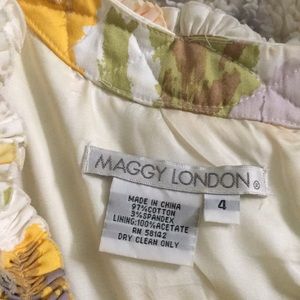 MAGGY LONDON®
4
MADE IN CHINA
97%COTTON
3%SPANDEX
LINING:100%ACETATE
RN 58142
DRY CLEAN ONLY